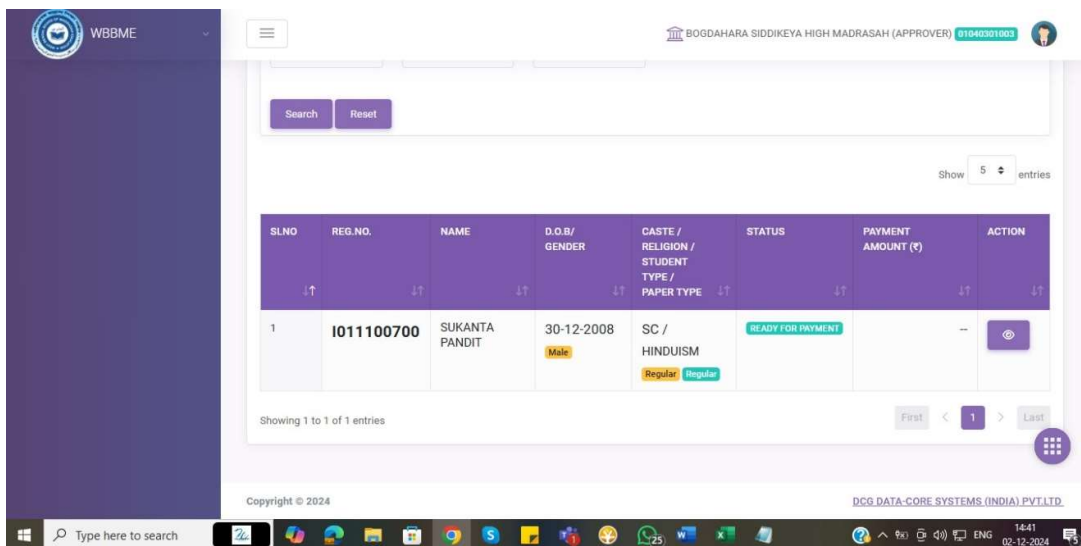 WBBME
BOGDAHARA SIDDIKEYA HIGH MADRASAH (APPROVER) 01040301003
Search Reset
Show 5 entries
SLNO REG.NO. NAME D.O.B/ GENDER CASTE / RELIGION / STUDENT TYPE / PAPER TYPE STATUS PAYMENT AMOUNT (₹) ACTION
1 I011100700 SUKANTA PANDIT 30-12-2008 Male SC / HINDUISM Regular Regular READY FOR PAYMENT --
Showing 1 to 1 of 1 entries
First < 1 > Last
Copyright © 2024 DCG DATA-CORE SYSTEMS (INDIA) PVT.LTD
Type here to search 25 ENG 14:41
02-12-2024